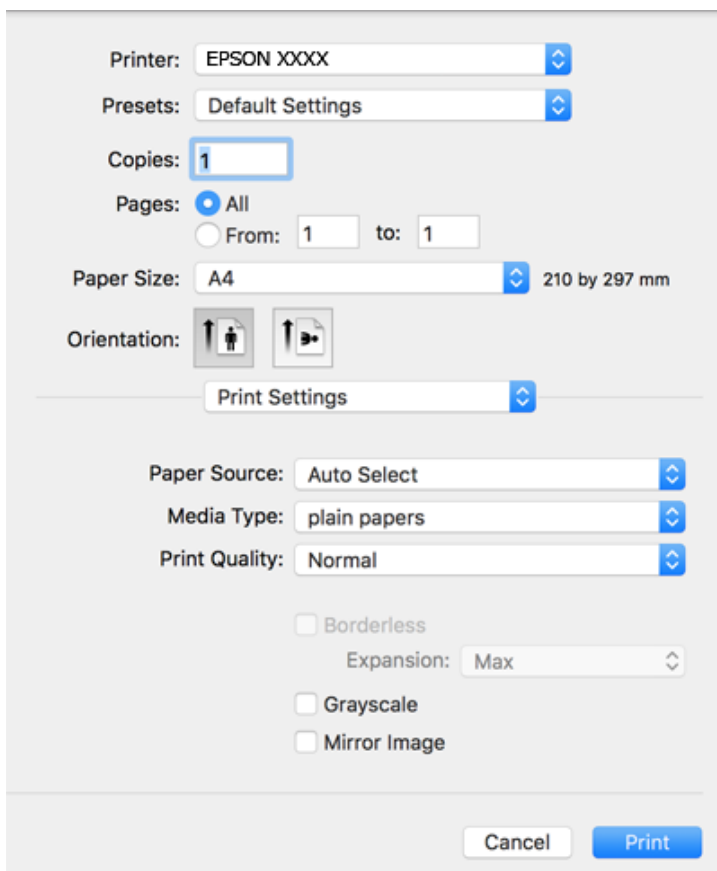 Printer: EPSON XXXX
Presets: Default Settings
Copies: 1
Pages: All
From: 1 to: 1
Paper Size: A4 210 by 297 mm
Orientation:
Print Settings
Paper Source: Auto Select
Media Type: plain papers
Print Quality: Normal
Borderless
Expansion: Max
Grayscale
Mirror Image
Cancel Print